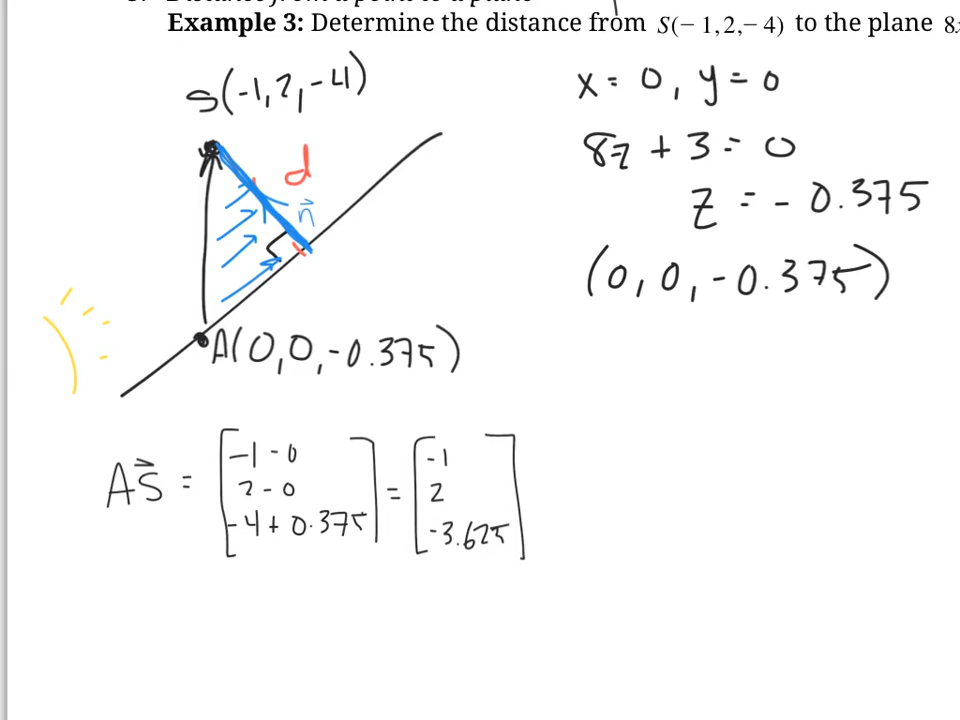 Example 3: Determine the distance from S(− 1,2,− 4) to the plane 8
S(-1,2,-4)
x = 0, y = 0
8z + 3 = 0
z = - 0.375
(0, 0, -0.375)
d
n⃗
A(0,0,-0.375)
AS⃗ = [-1 - 0 2 - 0 -4 + 0.375] = [-1 2 -3.625]